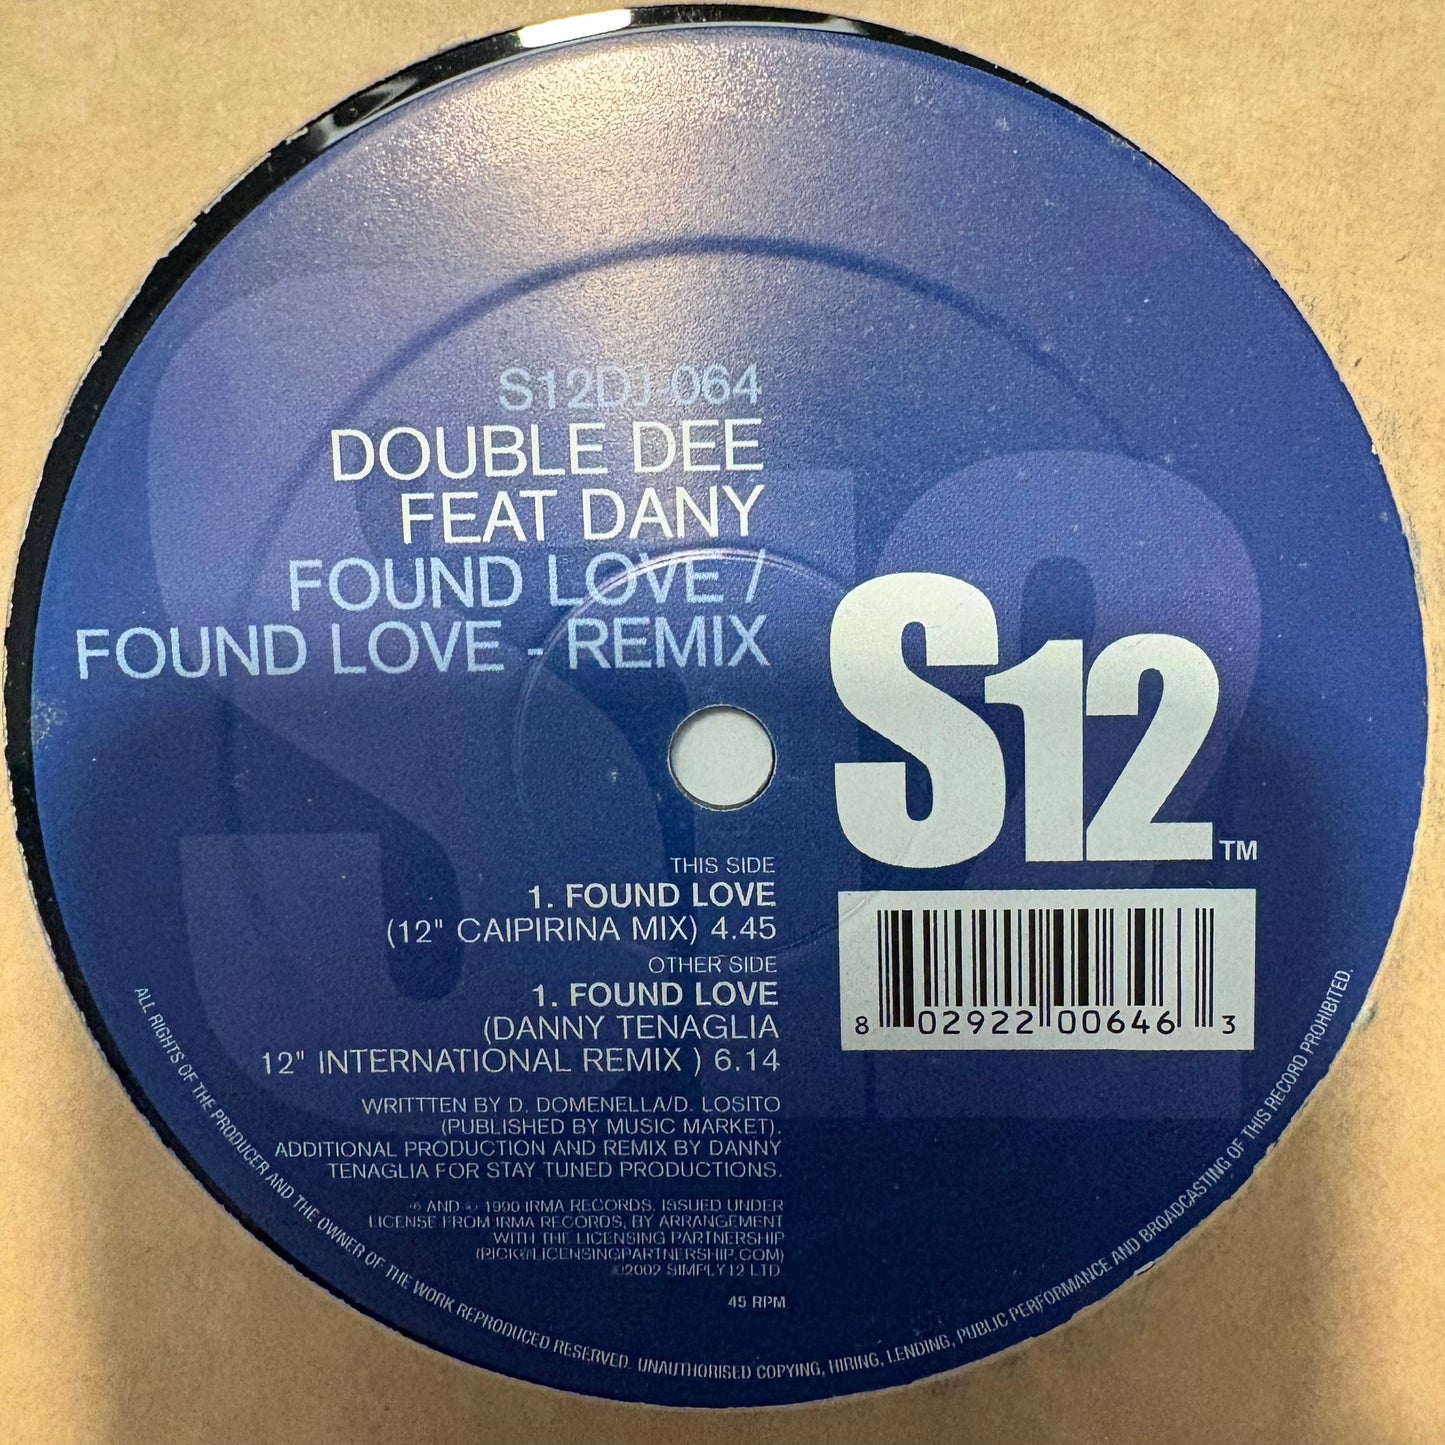 S12DJ-064
DOUBLE DEE
FEAT DANY
FOUND LOVE /
FOUND LOVE - REMIX
S12™
THIS SIDE
1. FOUND LOVE
(12" CAIPIRINA MIX) 4.45
OTHER SIDE
1. FOUND LOVE
(DANNY TENAGLIA
12" INTERNATIONAL REMIX ) 6.14
8 02922 00646 3
WRITTTEN BY D. DOMENELLA/D. LOSITO
(PUBLISHED BY MUSIC MARKET).
ADDITIONAL PRODUCTION AND REMIX BY DANNY
TENAGLIA FOR STAY TUNED PRODUCTIONS.
℗ AND © 1990 IRMA RECORDS. ISSUED UNDER
LICENSE FROM IRMA RECORDS, BY ARRANGEMENT
WITH THE LICENSING PARTNERSHIP
(RICK@LICENSINGPARTNERSHIP.COM)
©2002 SIMPLY12 LTD
45 RPM
ALL RIGHTS OF THE PRODUCER AND THE OWNER OF THE WORK REPRODUCED RESERVED. UNAUTHORISED COPYING, HIRING, LENDING, PUBLIC PERFORMANCE AND BROADCASTING OF THIS RECORD PROHIBITED.